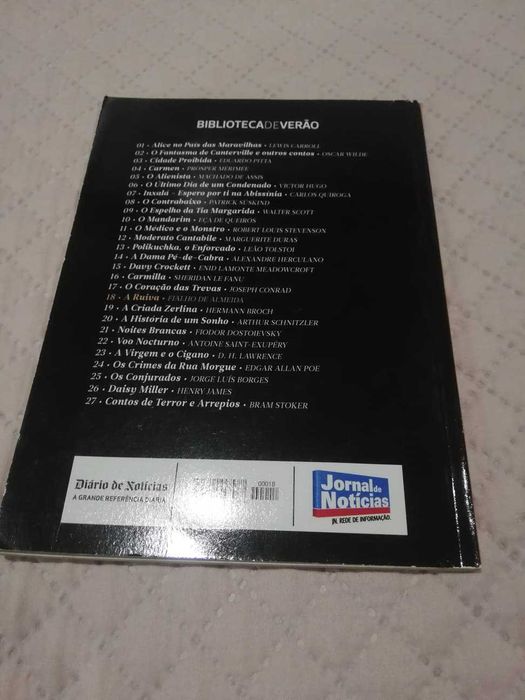 BIBLIOTECADEVERÃO
01 • Alice no País das Maravilhas • LEWIS CARROLL
02 • O Fantasma de Canterville e outros contos • OSCAR WILDE
03 • Cidade Proibida • EDUARDO PITTA
04 • Carmen • PROSPER MERIMÉE
05 • O Alienista • MACHADO DE ASSIS
06 • O Último Dia de um Condenado • VICTOR HUGO
07 • Inxalá - Espero por ti na Abissínia • CARLOS QUIROGA
08 • O Contrabaixo • PATRICK SUSKIND
09 • O Espelho da Tia Margarida • WALTER SCOTT
10 • O Mandarim • EÇA DE QUEIROS
11 • O Médico e o Monstro • ROBERT LOUIS STEVENSON
12 • Moderato Cantabile • MARGUERITE DURAS
13 • Polikuchka, o Enforcado • LEÃO TOLSTOI
14 • A Dama Pé-de-Cabra • ALEXANDRE HERCULANO
15 • Davy Crockett • ENID LAMONTE MEADOWCROFT
16 • Carmilla • SHERIDAN LE FANU
17 • O Coração das Trevas • JOSEPH CONRAD
18 • A Ruiva • FIALHO DE ALMEIDA
19 • A Criada Zerlina • HERMANN BROCH
20 • A História de um Sonho • ARTHUR SCHNITZLER
21 • Noites Brancas • FIODOR DOSTOIEVSKY
22 • Voo Nocturno • ANTOINE SAINT-EXUPÉRY
23 • A Virgem e o Cigano • D. H. LAWRENCE
24 • Os Crimes da Rua Morgue • EDGAR ALLAN POE
25 • Os Conjurados • JORGE LUÍS BORGES
26 • Daisy Miller • HENRY JAMES
27 • Contos de Terror e Arrepios • BRAM STOKER
Diário de Notícias
A GRANDE REFERÊNCIA DIÁRIA
00018
Jornal de
Notícias
JN. REDE DE INFORMAÇÃO.